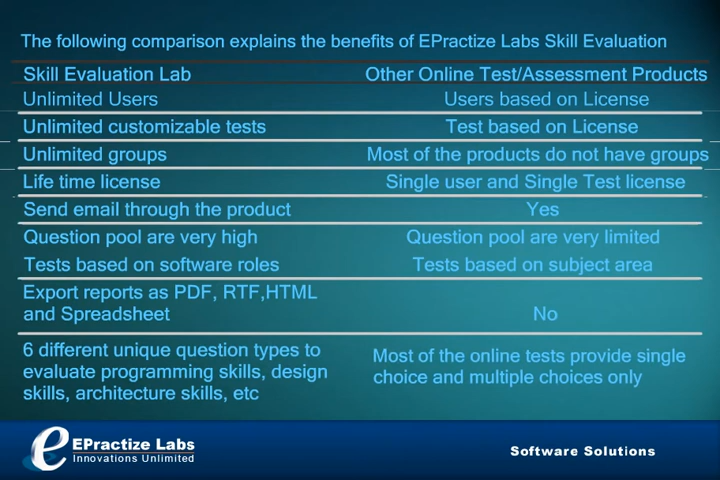 The following comparison explains the benefits of EPractize Labs Skill Evaluation
Skill Evaluation Lab Other Online Test/Assessment Products
Unlimited Users Users based on License
Unlimited customizable tests Test based on License
Unlimited groups Most of the products do not have groups
Life time license Single user and Single Test license
Send email through the product Yes
Question pool are very high Question pool are very limited
Tests based on software roles Tests based on subject area
Export reports as PDF, RTF,HTML
and Spreadsheet No
6 different unique question types to
evaluate programming skills, design
skills, architecture skills, etc
Most of the online tests provide single
choice and multiple choices only
e EPractize Labs
Innovations Unlimited
Software Solutions